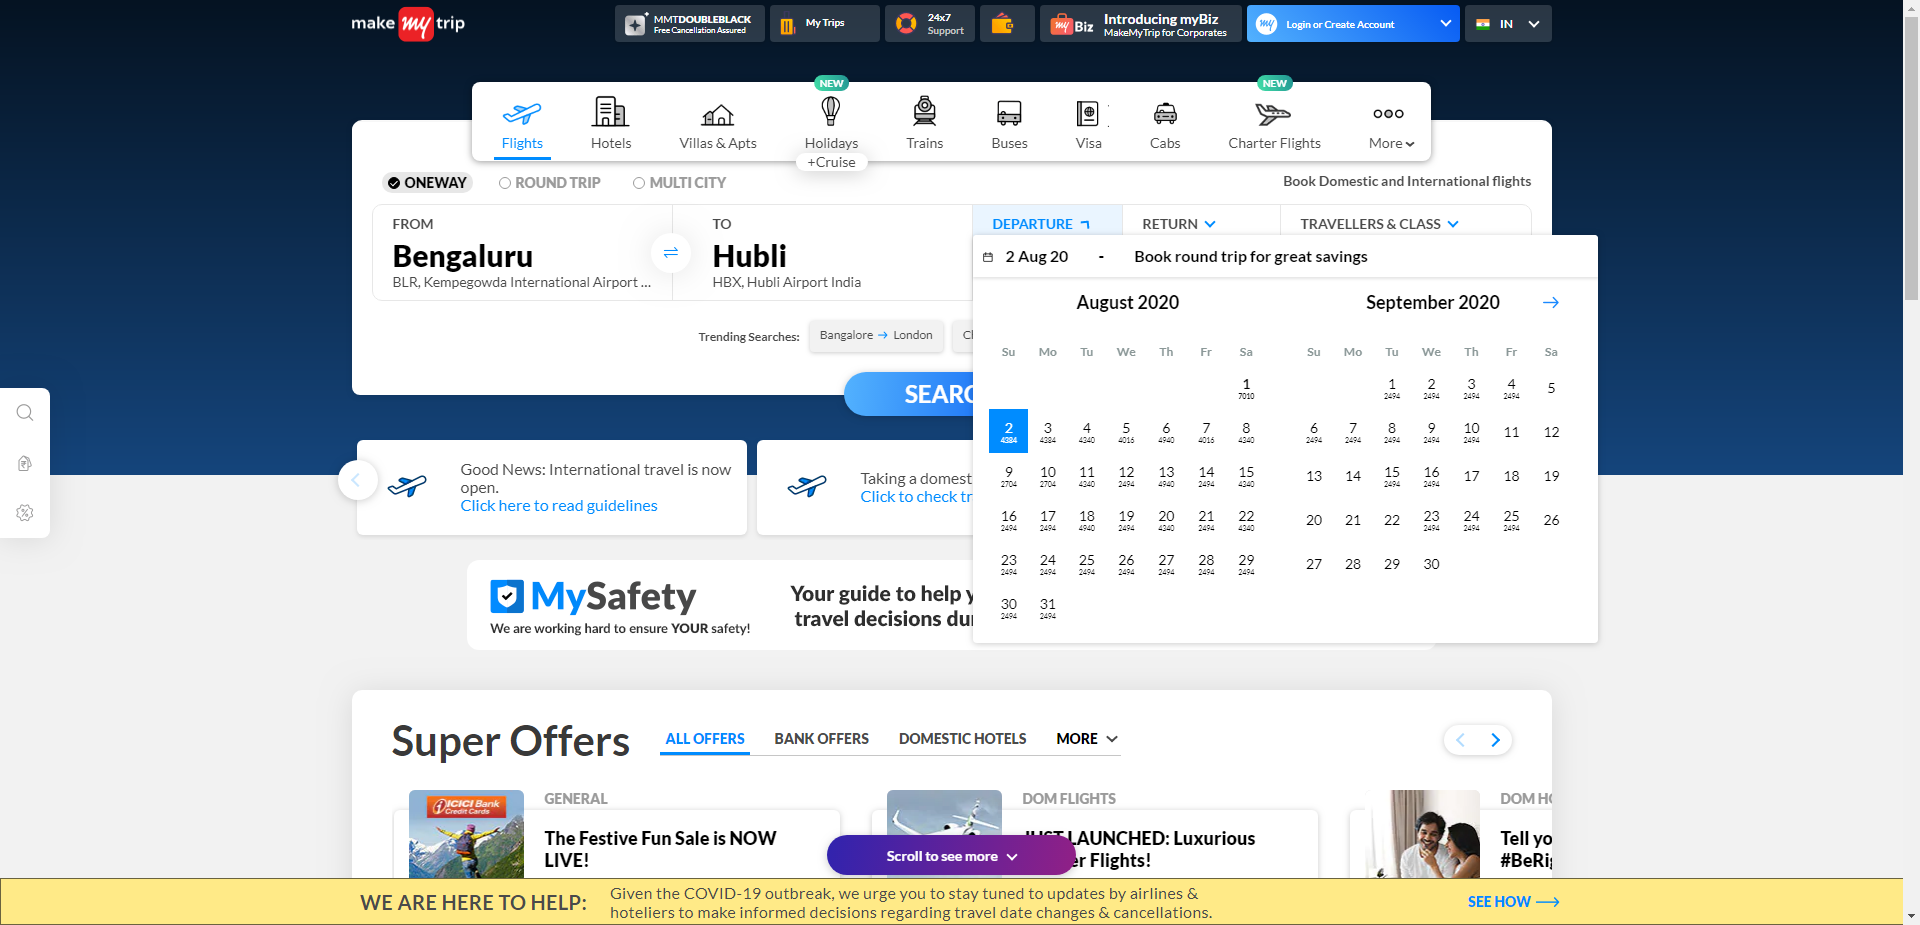 make my trip
MMTDOUBLEBLACK
Free Cancellation Assured
My Trips
24x7
Support
my Biz
Introducing myBiz
MakeMyTrip for Corporates
my Login or Create Account
IN
NEW
NEW
Flights
Hotels
Villas & Apts
Holidays
Trains
Buses
Visa
Cabs
Charter Flights
More
+Cruise
ONEWAY
ROUND TRIP
MULTI CITY
Book Domestic and International flights
FROM
TO
DEPARTURE
RETURN
TRAVELLERS & CLASS
Bengaluru
Hubli
BLR, Kempegowda International Airport ...
HBX, Hubli Airport India
2 Aug 20 - Book round trip for great savings
August 2020
September 2020
Su Mo Tu We Th Fr Sa
Su Mo Tu We Th Fr Sa
1
7010
1 2 3 4 5
2494 2494 2494 2494
2 3 4 5 6 7 8
4384 4384 4340 4016 4940 4016 4340
6 7 8 9 10 11 12
2494 2494 2494 2494 2494
9 10 11 12 13 14 15
2704 2704 4340 2494 4940 2494 4340
13 14 15 16 17 18 19
2494 2494
16 17 18 19 20 21 22
2494 2494 4940 2494 4340 2494 4340
20 21 22 23 24 25 26
2494 2494 2494
23 24 25 26 27 28 29
2494 2494 2494 2494 2494 2494 2494
27 28 29 30
30 31
2494 2494
Trending Searches:
Bangalore → London
Ch
SEARC
Good News: International travel is now
open.
Click here to read guidelines
Taking a domest
Click to check tr
MySafety
We are working hard to ensure YOUR safety!
Your guide to help y
travel decisions du
Super Offers
ALL OFFERS
BANK OFFERS
DOMESTIC HOTELS
MORE
ICICI Bank
Credit Cards
GENERAL
The Festive Fun Sale is NOW
LIVE!
DOM FLIGHTS
JUST LAUNCHED: Luxurious
er Flights!
DOM HO
Tell yo
#BeRig
Scroll to see more
WE ARE HERE TO HELP:
Given the COVID-19 outbreak, we urge you to stay tuned to updates by airlines &
hoteliers to make informed decisions regarding travel date changes & cancellations.
SEE HOW